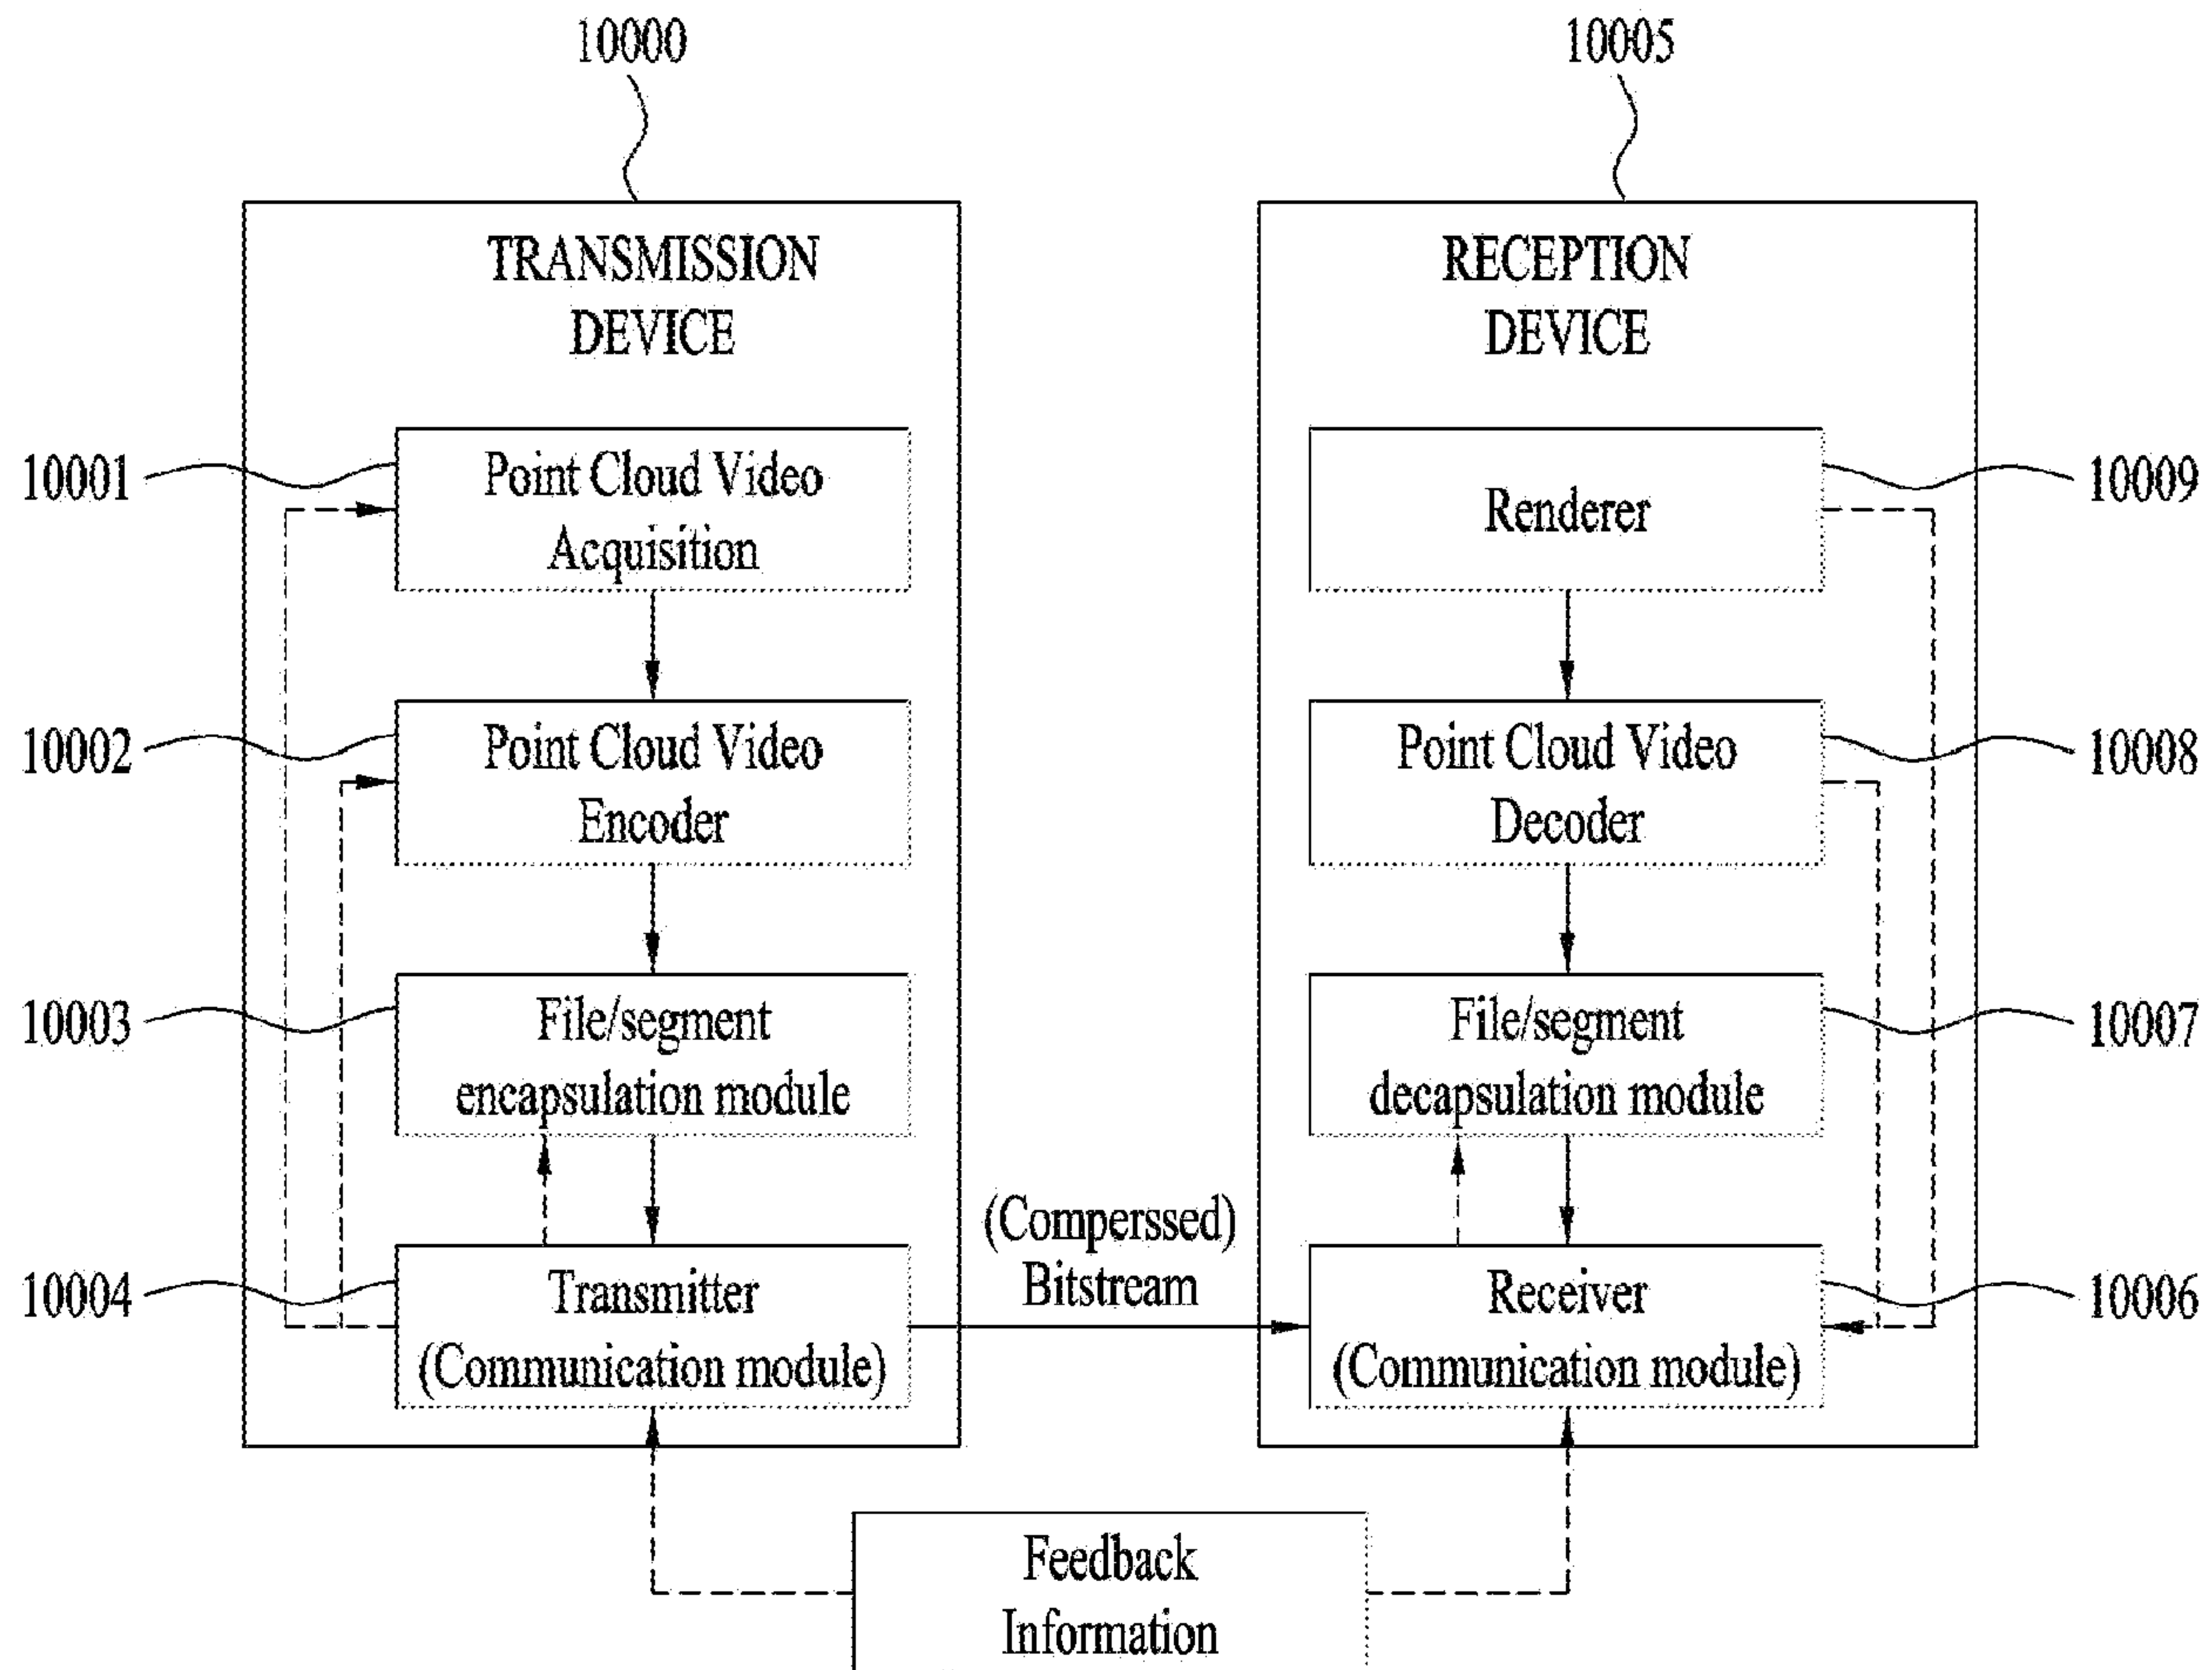 10000
10005
TRANSMISSION
DEVICE
RECEPTION
DEVICE
10001
Point Cloud Video
Acquisition
Renderer
10009
10002
Point Cloud Video
Encoder
Point Cloud Video
Decoder
10008
10003
File/segment
encapsulation module
File/segment
decapsulation module
10007
(Comperssed)
Bitstream
10004
Transmitter
(Communication module)
Receiver
(Communication module)
10006
Feedback
Information